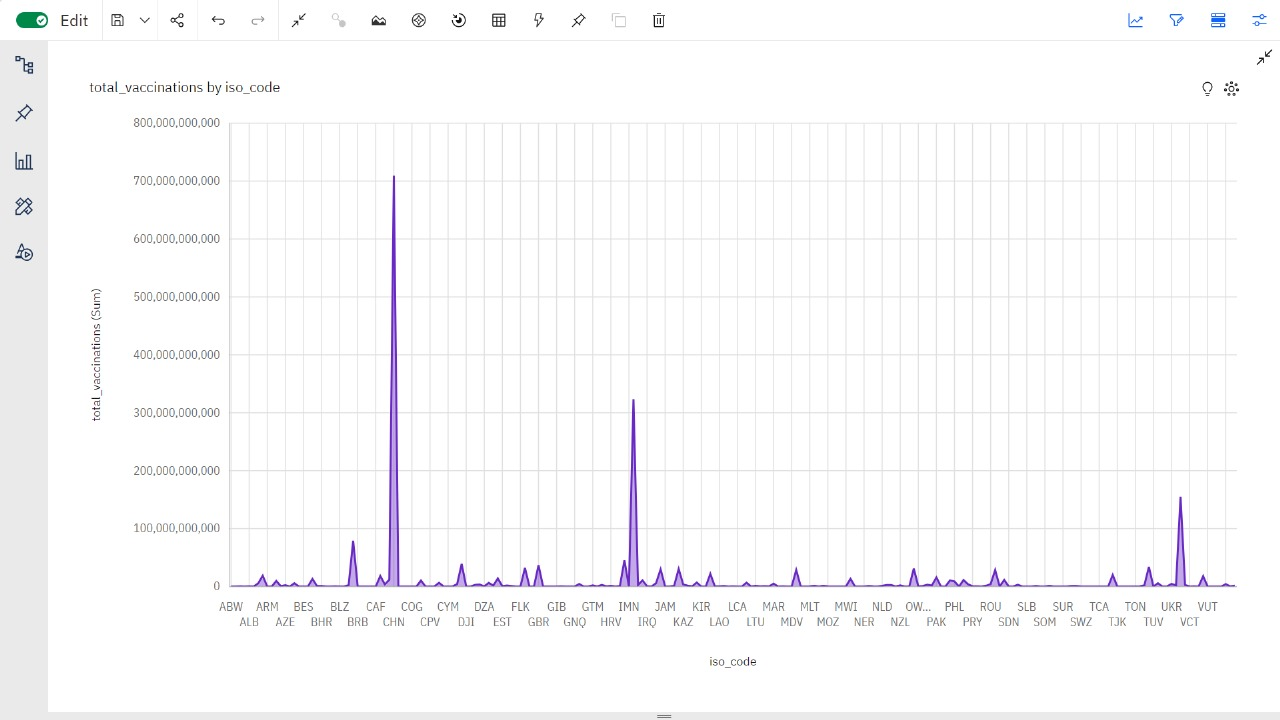 Edit
total_vaccinations by iso_code
800,000,000,000
700,000,000,000
600,000,000,000
500,000,000,000
400,000,000,000
300,000,000,000
200,000,000,000
100,000,000,000
0
total_vaccinations (Sum)
ABW ARM BES BLZ CAF COG CYM DZA FLK GIB GTM IMN JAM KIR LCA MAR MLT MWI NLD OW... PHL ROU SLB SUR TCA TON UKR VUT
ALB AZE BHR BRB CHN CPV DJI EST GBR GNQ HRV IRQ KAZ LAO LTU MDV MOZ NER NZL PAK PRY SDN SOM SWZ TJK TUV VCT
iso_code